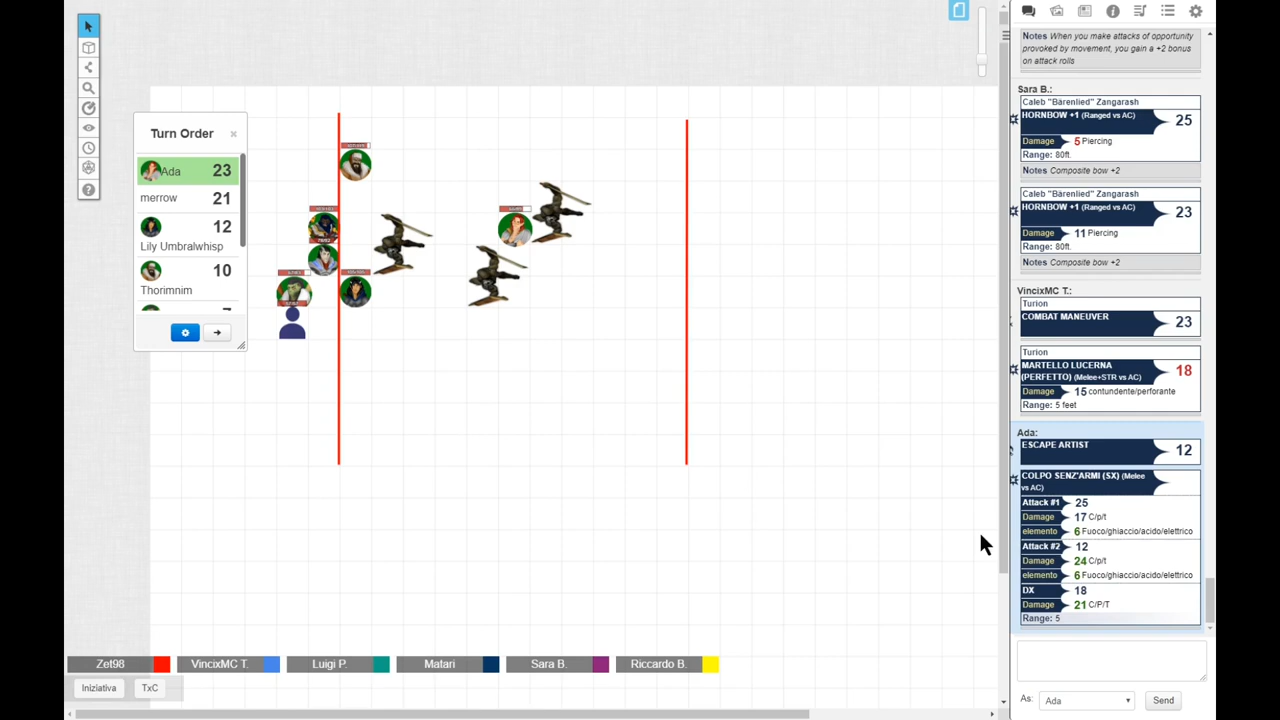 Turn Order ×
Ada 23
merrow 21
12
Lily Umbralwhisp
10
Thorimnim
Notes When you make attacks of opportunity
provoked by movement, you gain a +2 bonus
on attack rolls
Sara B.:
Caleb "Bärenlied" Zangarash
HORNBOW +1 (Ranged vs AC) 25
Damage 5 Piercing
Range: 80ft.
Notes Composite bow +2
Caleb "Bärenlied" Zangarash
HORNBOW +1 (Ranged vs AC) 23
Damage 11 Piercing
Range: 80ft.
Notes Composite bow +2
VincixMC T.:
Turion
COMBAT MANEUVER 23
Turion
MARTELLO LUCERNA
(PERFETTO) (Melee+STR vs AC) 18
Damage 15 contundente/perforante
Range: 5 feet
Ada:
ESCAPE ARTIST 12
COLPO SENZ'ARMI (SX) (Melee
vs AC)
Attack #1 25
Damage 17 C/p/t
elemento 6 Fuoco/ghiaccio/acido/elettrico
Attack #2 12
Damage 24 C/p/t
elemento 6 Fuoco/ghiaccio/acido/elettrico
DX 18
Damage 21 C/P/T
Range: 5
As: Ada Send
Zet98 VincixMC T. Luigi P. Matari Sara B. Riccardo B.
Iniziativa TxC